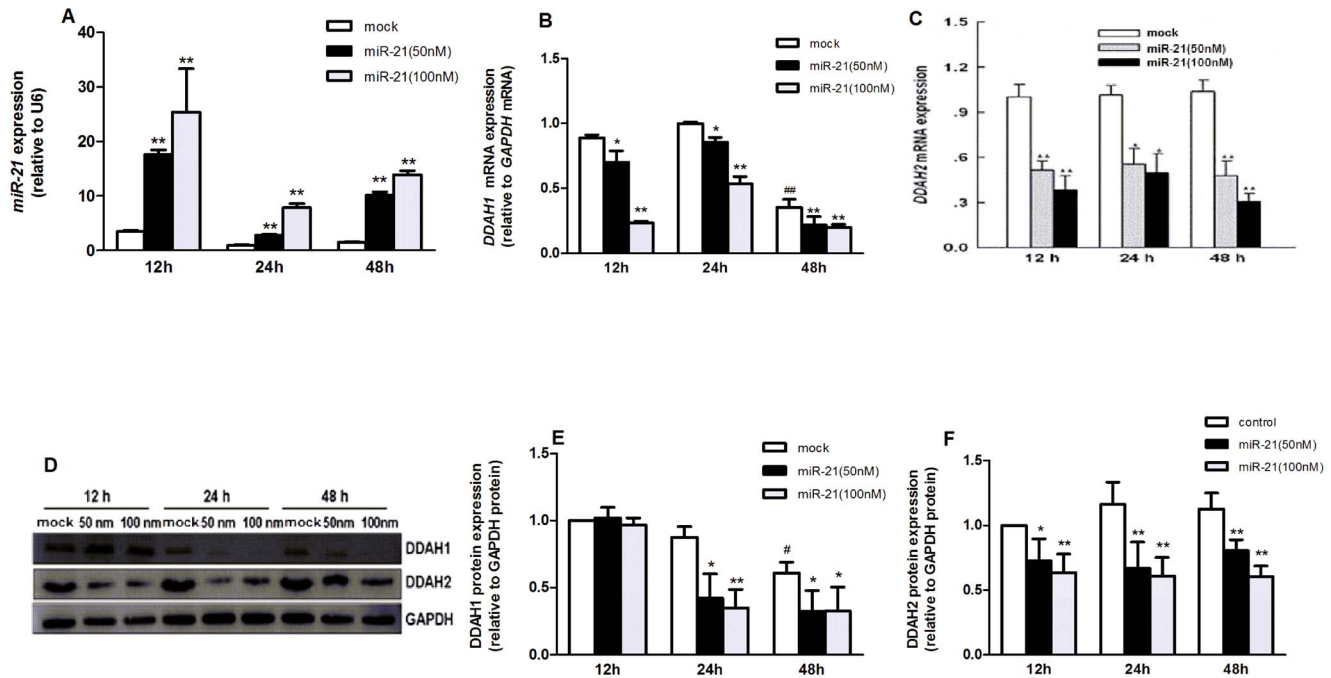 A
miR-21 expression
(relative to U6)
40
30
20
10
0
mock
miR-21(50nM)
miR-21(100nM)
** ** ** ** ** **
12h 24h 48h
B
DDAH1 mRNA expression
(relative to GAPDH mRNA)
1.5
1.0
0.5
0.0
mock
miR-21(50nM)
miR-21(100nM)
* ** * ** ## ** **
12h 24h 48h
C
DDAH2 mRNA expression
1.5
1.2
.9
.6
.3
0.0
mock
miR-21(50nM)
miR-21(100nM)
** ** * * ** **
12 h 24 h 48 h
D
12 h 24 h 48 h
mock 50 nm 100 nm mock 50 nm 100 nm mock 50nm 100nm
DDAH1
DDAH2
GAPDH
E
DDAH1 protein expression
(relative to GAPDH protein)
1.5
1.0
0.5
0.0
mock
miR-21(50nM)
miR-21(100nM)
* ** # * *
12h 24h 48h
F
DDAH2 protein expression
(relative to GAPDH protein)
1.5
1.0
0.5
0.0
control
miR-21(50nM)
miR-21(100nM)
* ** ** ** ** **
12h 24h 48h